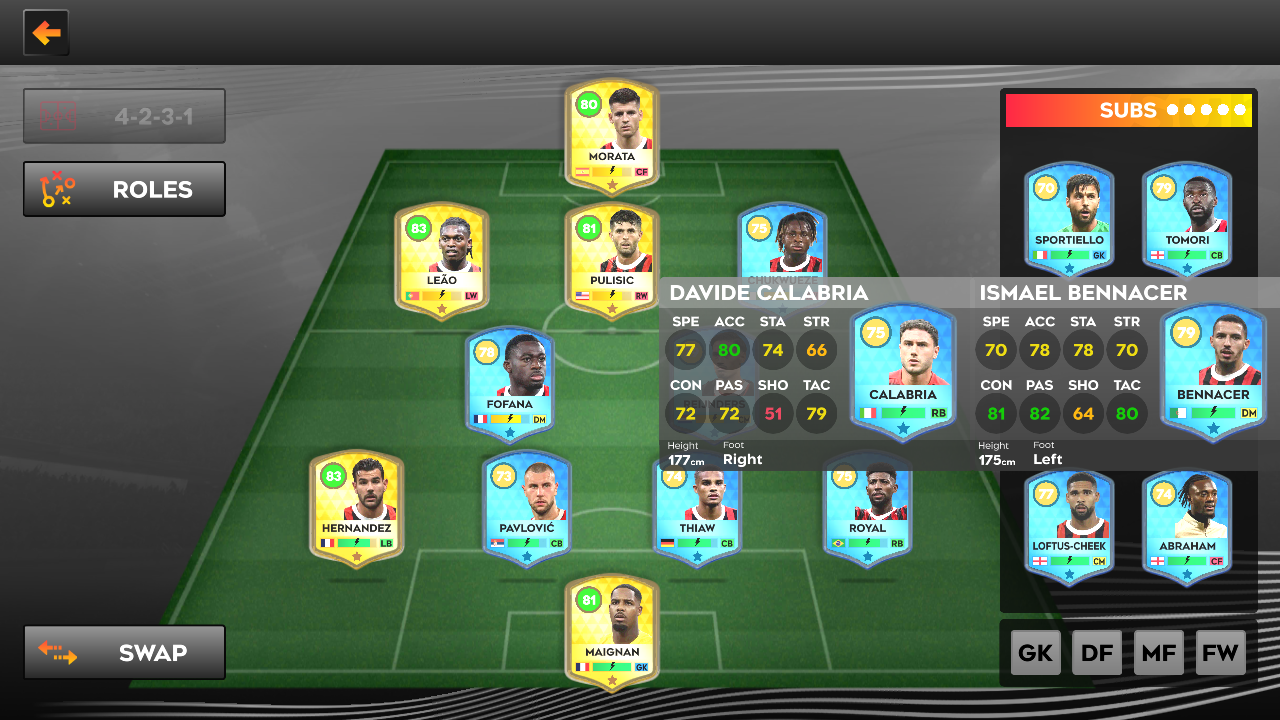 4-2-3-1
ROLES
SUBS
80
MORATA
CF
83
LEÃO
LW
81
PULISIC
RW
75
CHUKWUEZE
70
SPORTIELLO
GK
79
TOMORI
CB
DAVIDE CALABRIA
SPE ACC STA STR
77 80 74 66
CON PAS SHO TAC
72 72 51 79
75
CALABRIA
RB
Height Foot
177cm Right
ISMAEL BENNACER
SPE ACC STA STR
70 78 78 70
CON PAS SHO TAC
81 82 64 80
79
BENNACER
DM
Height Foot
175cm Left
78
FOFANA
DM
REIJNDERS
83
HERNANDEZ
LB
73
PAVLOVIĆ
CB
74
THIAW
CB
75
ROYAL
RB
77
LOFTUS-CHEEK
CM
74
ABRAHAM
CF
81
MAIGNAN
GK
SWAP
GK DF MF FW